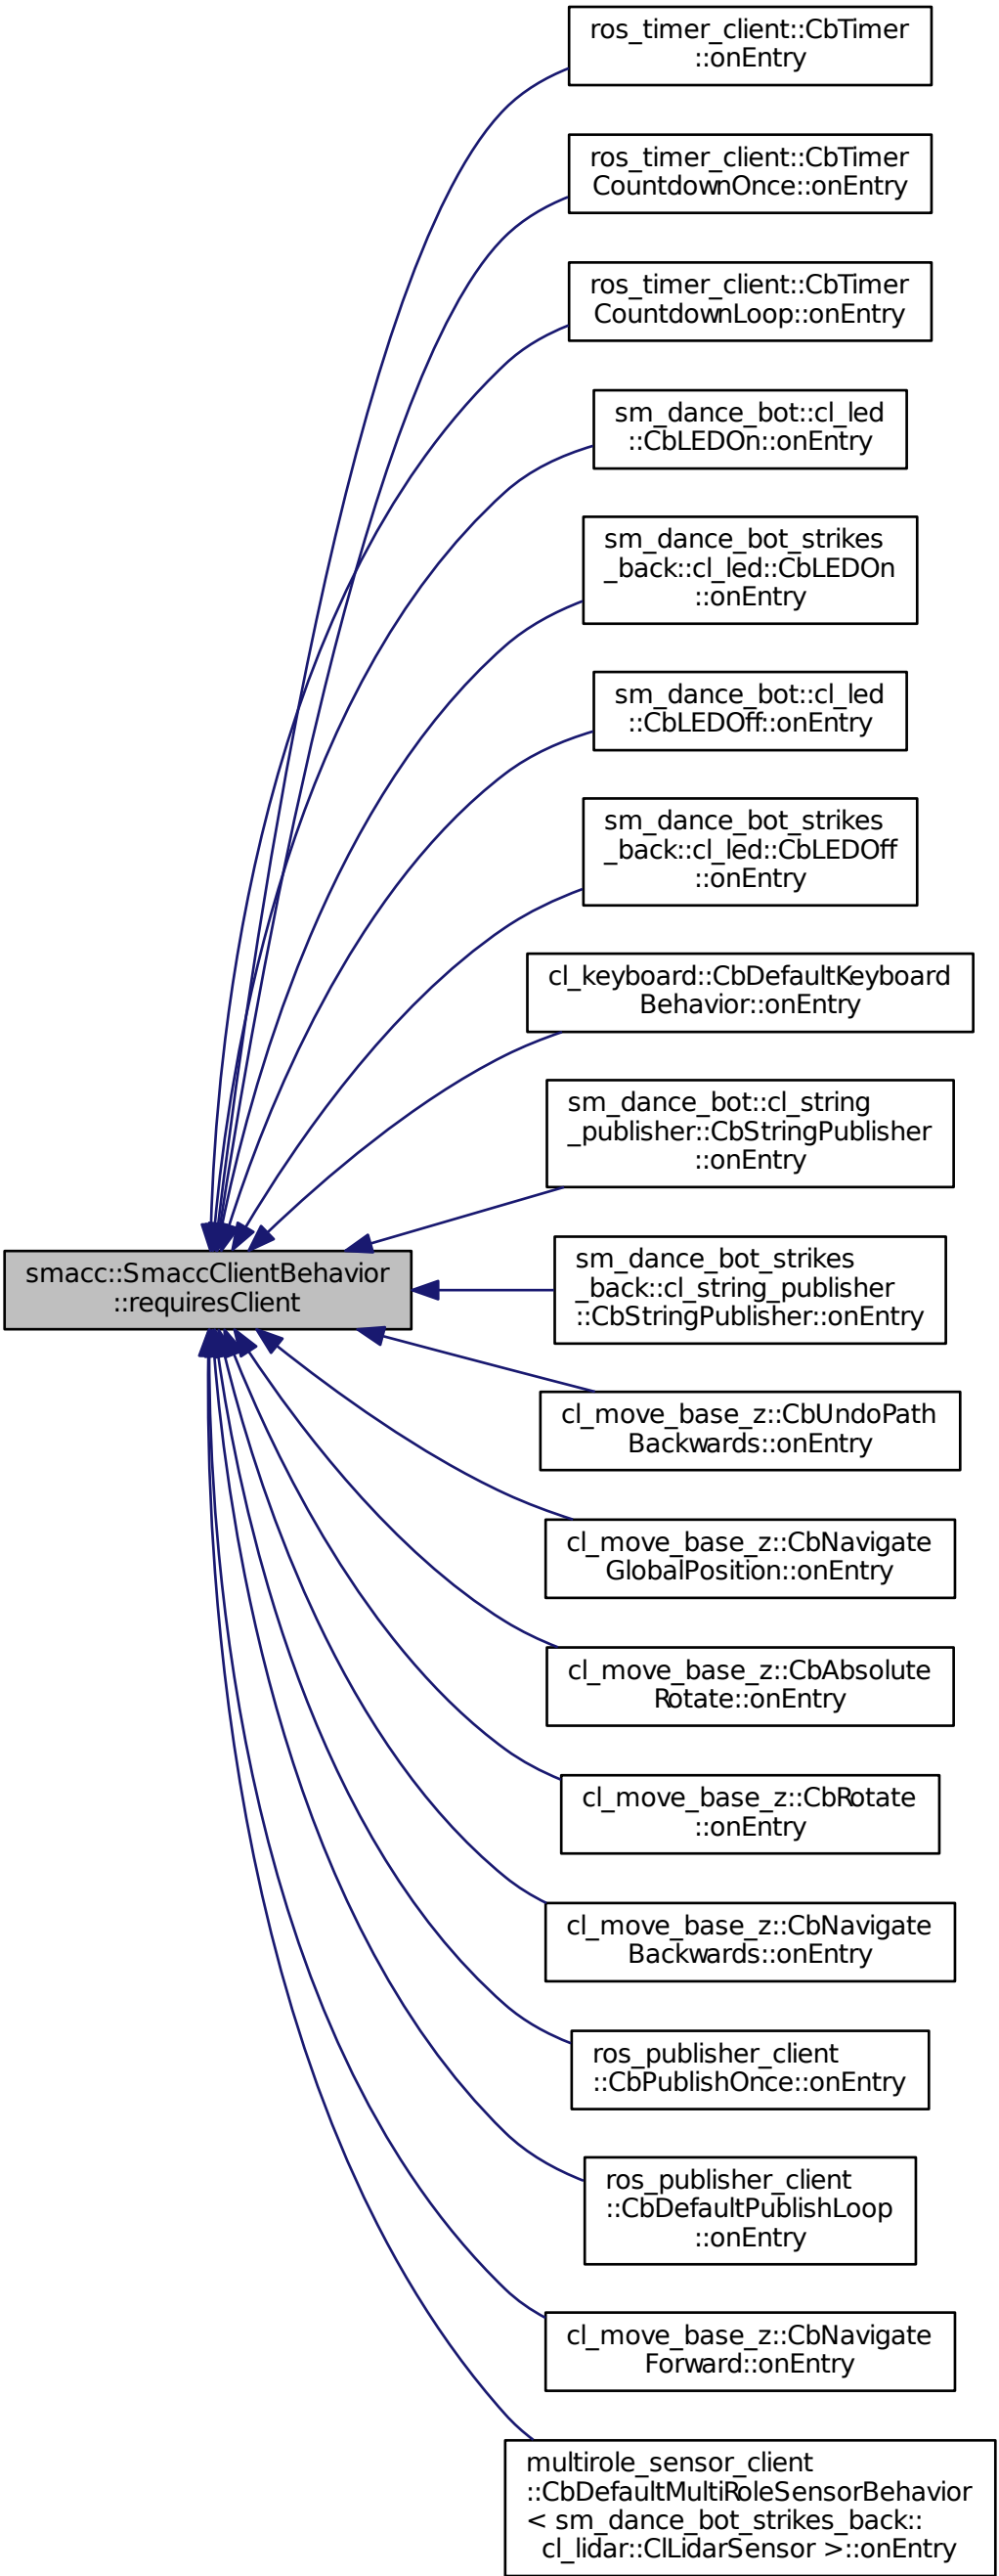 ros_timer_client::CbTimer
::onEntry
ros_timer_client::CbTimer
CountdownOnce::onEntry
ros_timer_client::CbTimer
CountdownLoop::onEntry
sm_dance_bot::cl_led
::CbLEDOn::onEntry
sm_dance_bot_strikes
_back::cl_led::CbLEDOn
::onEntry
sm_dance_bot::cl_led
::CbLEDOff::onEntry
sm_dance_bot_strikes
_back::cl_led::CbLEDOff
::onEntry
cl_keyboard::CbDefaultKeyboard
Behavior::onEntry
sm_dance_bot::cl_string
_publisher::CbStringPublisher
::onEntry
smacc::SmaccClientBehavior
::requiresClient
sm_dance_bot_strikes
_back::cl_string_publisher
::CbStringPublisher::onEntry
cl_move_base_z::CbUndoPath
Backwards::onEntry
cl_move_base_z::CbNavigate
GlobalPosition::onEntry
cl_move_base_z::CbAbsolute
Rotate::onEntry
cl_move_base_z::CbRotate
::onEntry
cl_move_base_z::CbNavigate
Backwards::onEntry
ros_publisher_client
::CbPublishOnce::onEntry
ros_publisher_client
::CbDefaultPublishLoop
::onEntry
cl_move_base_z::CbNavigate
Forward::onEntry
multirole_sensor_client
::CbDefaultMultiRoleSensorBehavior
< sm_dance_bot_strikes_back::
cl_lidar::ClLidarSensor >::onEntry